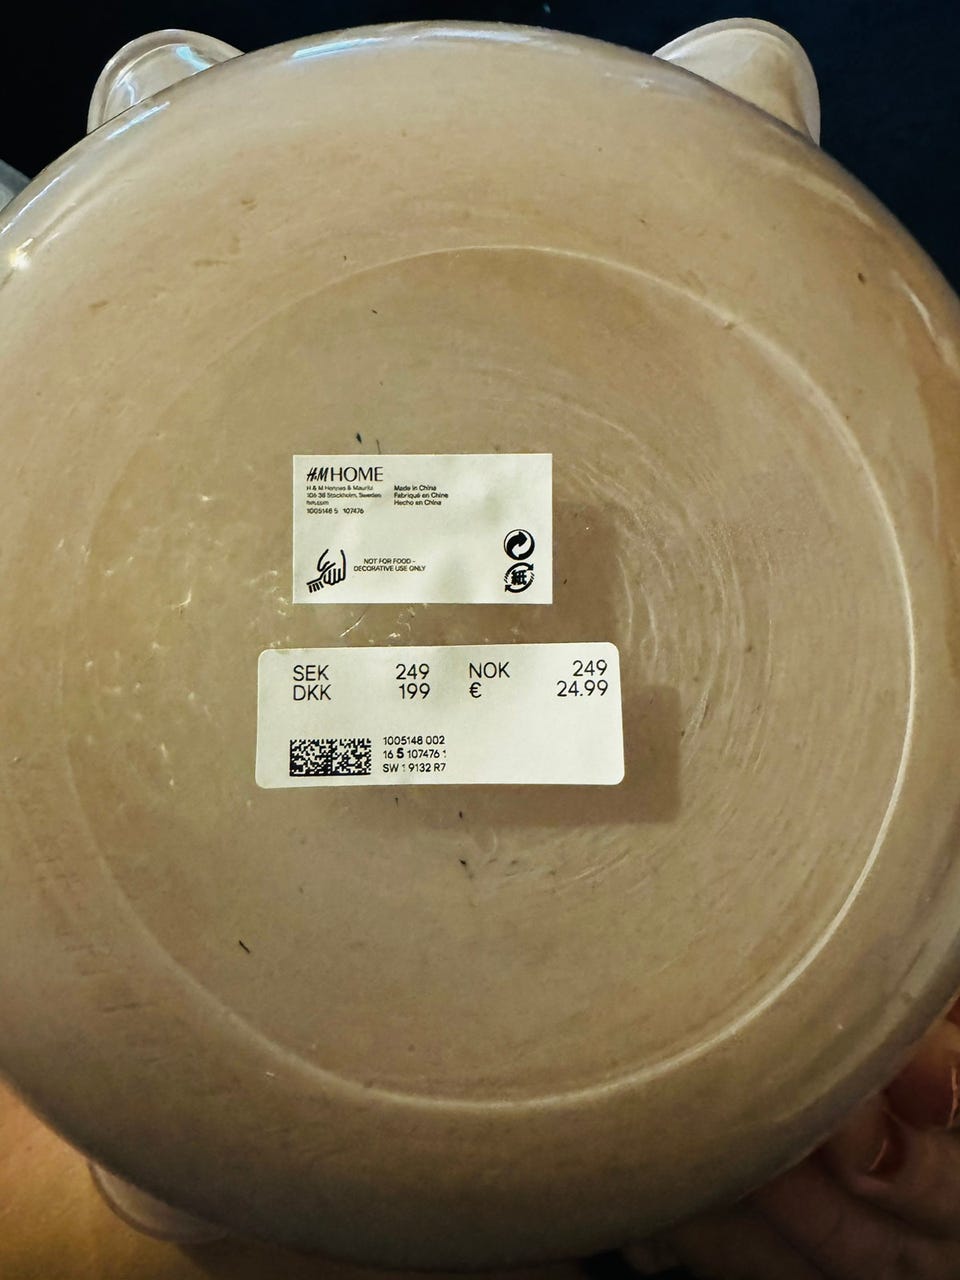 H&M HOME
H & M Hennes & Mauritz
106 38 Stockholm, Sweden
hm.com
1005148 5 107476
Made in China
Fabriqué en Chine
Hecho en China
NOT FOR FOOD -
DECORATIVE USE ONLY
紙
SEK 249 NOK 249
DKK 199 € 24.99
1005148 002
16 5 107476 1
SW 1 9132 R7